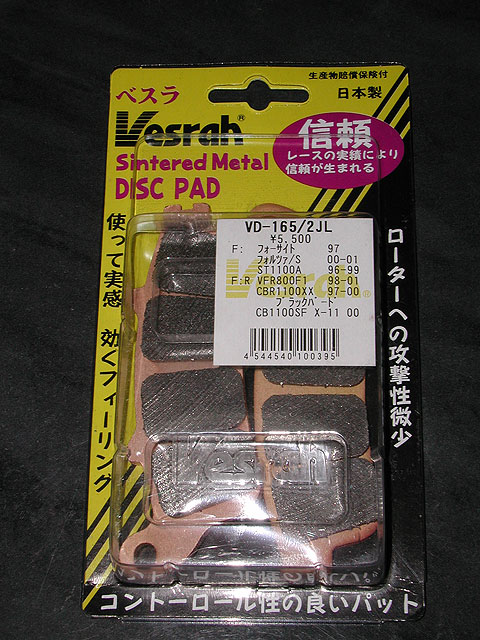 生産物賠償保険付
日本製
ベスラ
Vesrah®
Sintered Metal
DISC PAD
信頼
レースの実績により
信頼が生まれる
VD-165/2JL
¥5,500
F: フォーサイト 97
フォルツァ/S 00-01
ST1100A 96-99
F:R VFR800F1 98-01
CBR1100XX 97-00
ブラックバード
CB1100SF X-11 00
4 544540 100395
使って実感 効くフィーリング
ローターへの攻撃性微少
Vesrah
コントーロール性の良いパット